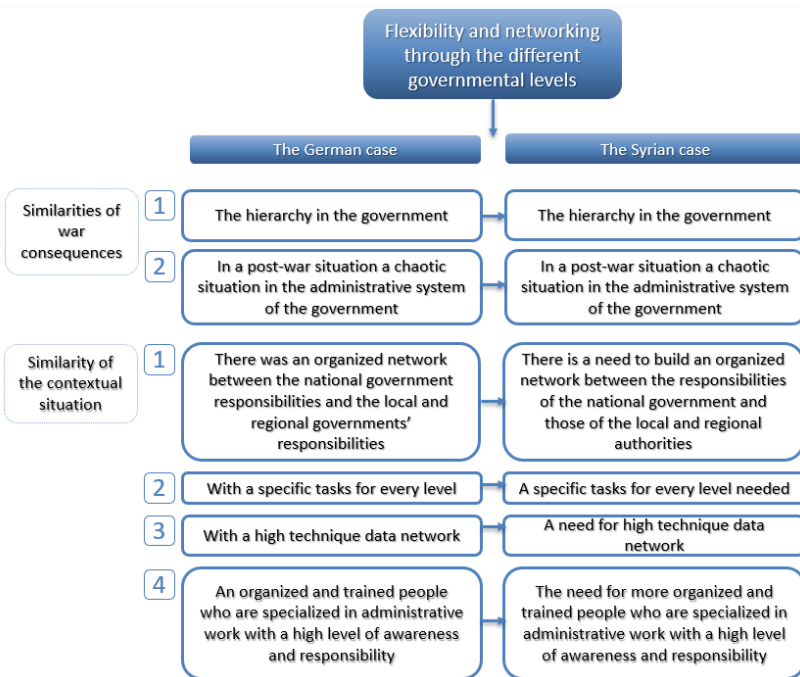 Flexibility and networking
through the different
governmental levels
The German case
The Syrian case
Similarities of
war
consequences
1
The hierarchy in the government
The hierarchy in the government
2
In a post-war situation a chaotic
situation in the administrative system
of the government
In a post-war situation a chaotic
situation in the administrative system
of the government
Similarity of
the contextual
situation
1
There was an organized network
between the national government
responsibilities and the local and
regional governments’
responsibilities
There is a need to build an organized
network between the responsibilities
of the national government and
those of the local and regional
authorities
2
With a specific tasks for every level
A specific tasks for every level needed
3
With a high technique data network
A need for high technique data
network
4
An organized and trained people
who are specialized in administrative
work with a high level of awareness
and responsibility
The need for more organized and
trained people who are specialized in
administrative work with a high level
of awareness and responsibility